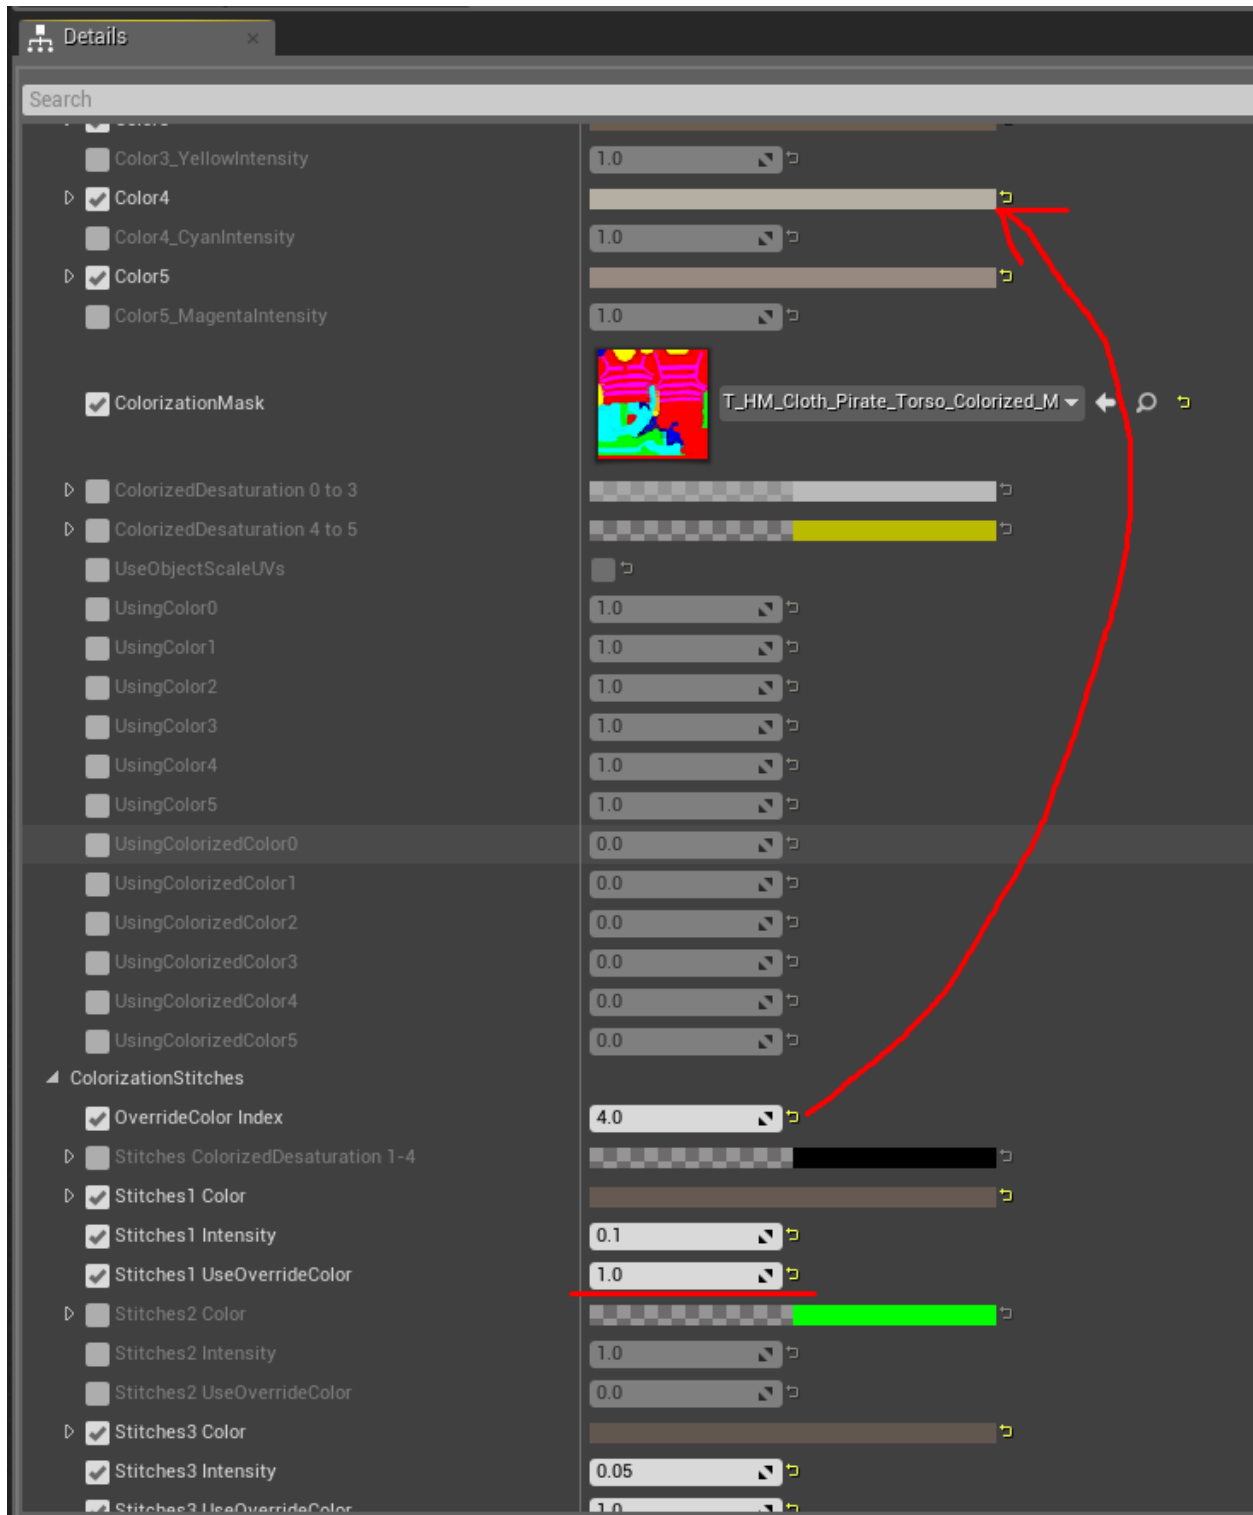 Details ×
Search
Color3_YellowIntensity 1.0
Color4
Color4_CyanIntensity 1.0
Color5
Color5_MagentaIntensity 1.0
ColorizationMask T_HM_Cloth_Pirate_Torso_Colorized_M
ColorizedDesaturation 0 to 3
ColorizedDesaturation 4 to 5
UseObjectScaleUVs
UsingColor0 1.0
UsingColor1 1.0
UsingColor2 1.0
UsingColor3 1.0
UsingColor4 1.0
UsingColor5 1.0
UsingColorizedColor0 0.0
UsingColorizedColor1 0.0
UsingColorizedColor2 0.0
UsingColorizedColor3 0.0
UsingColorizedColor4 0.0
UsingColorizedColor5 0.0
ColorizationStitches
OverrideColor Index 4.0
Stitches ColorizedDesaturation 1-4
Stitches1 Color
Stitches1 Intensity 0.1
Stitches1 UseOverrideColor 1.0
Stitches2 Color
Stitches2 Intensity 1.0
Stitches2 UseOverrideColor 0.0
Stitches3 Color
Stitches3 Intensity 0.05
Stitches3 UseOverrideColor 1.0